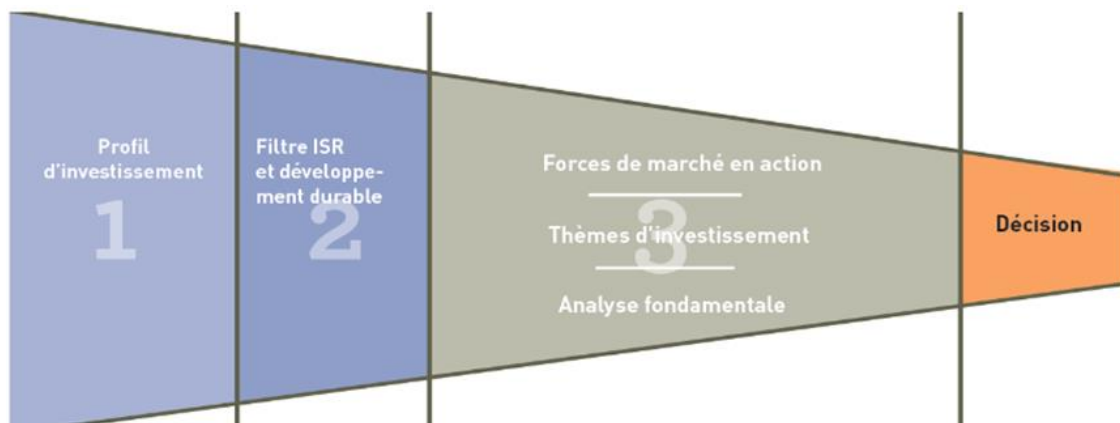 Profil
d'investissement
1
Filtre ISR
et développe-
ment durable
2
Forces de marché en action
Thèmes d'investissement
3
Analyse fondamentale
Décision